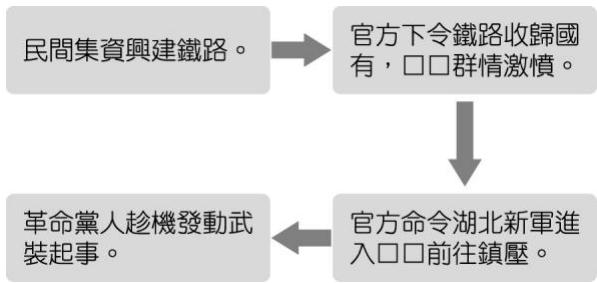 民間集資興建鐵路。
官方下令鐵路收歸國
有，□□群情激憤。
官方命令湖北新軍進
入□□前往鎮壓。
革命黨人趁機發動武
裝起事。